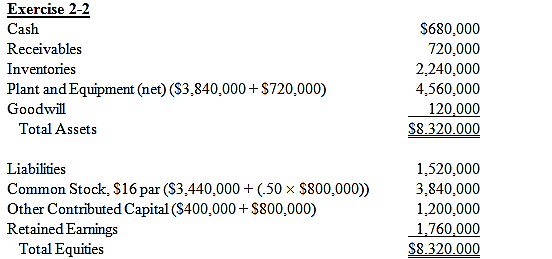 Exercise 2-2
Cash $680,000
Receivables 720,000
Inventories 2,240,000
Plant and Equipment (net) ($3,840,000 + $720,000) 4,560,000
Goodwill 120,000
Total Assets $8,320,000
Liabilities 1,520,000
Common Stock, $16 par ($3,440,000 + (.50 × $800,000)) 3,840,000
Other Contributed Capital ($400,000 + $800,000) 1,200,000
Retained Earnings 1,760,000
Total Equities $8,320,000